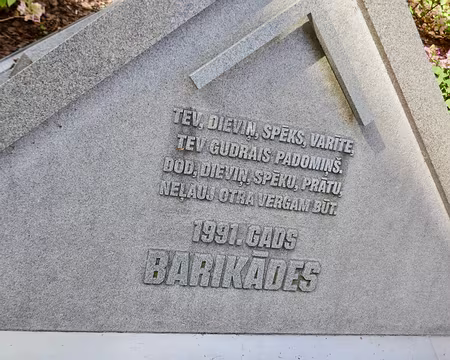 TEV, DIEVIŅ, SPĒKS, VARĪTE
TEV GUDRAIS PADOMIŅŠ.
DOD, DIEVIŅ, SPĒKU, PRĀTU,
NEĻAUJ OTRA VERGAM BŪT.
1991. GADS
BARIKĀDES